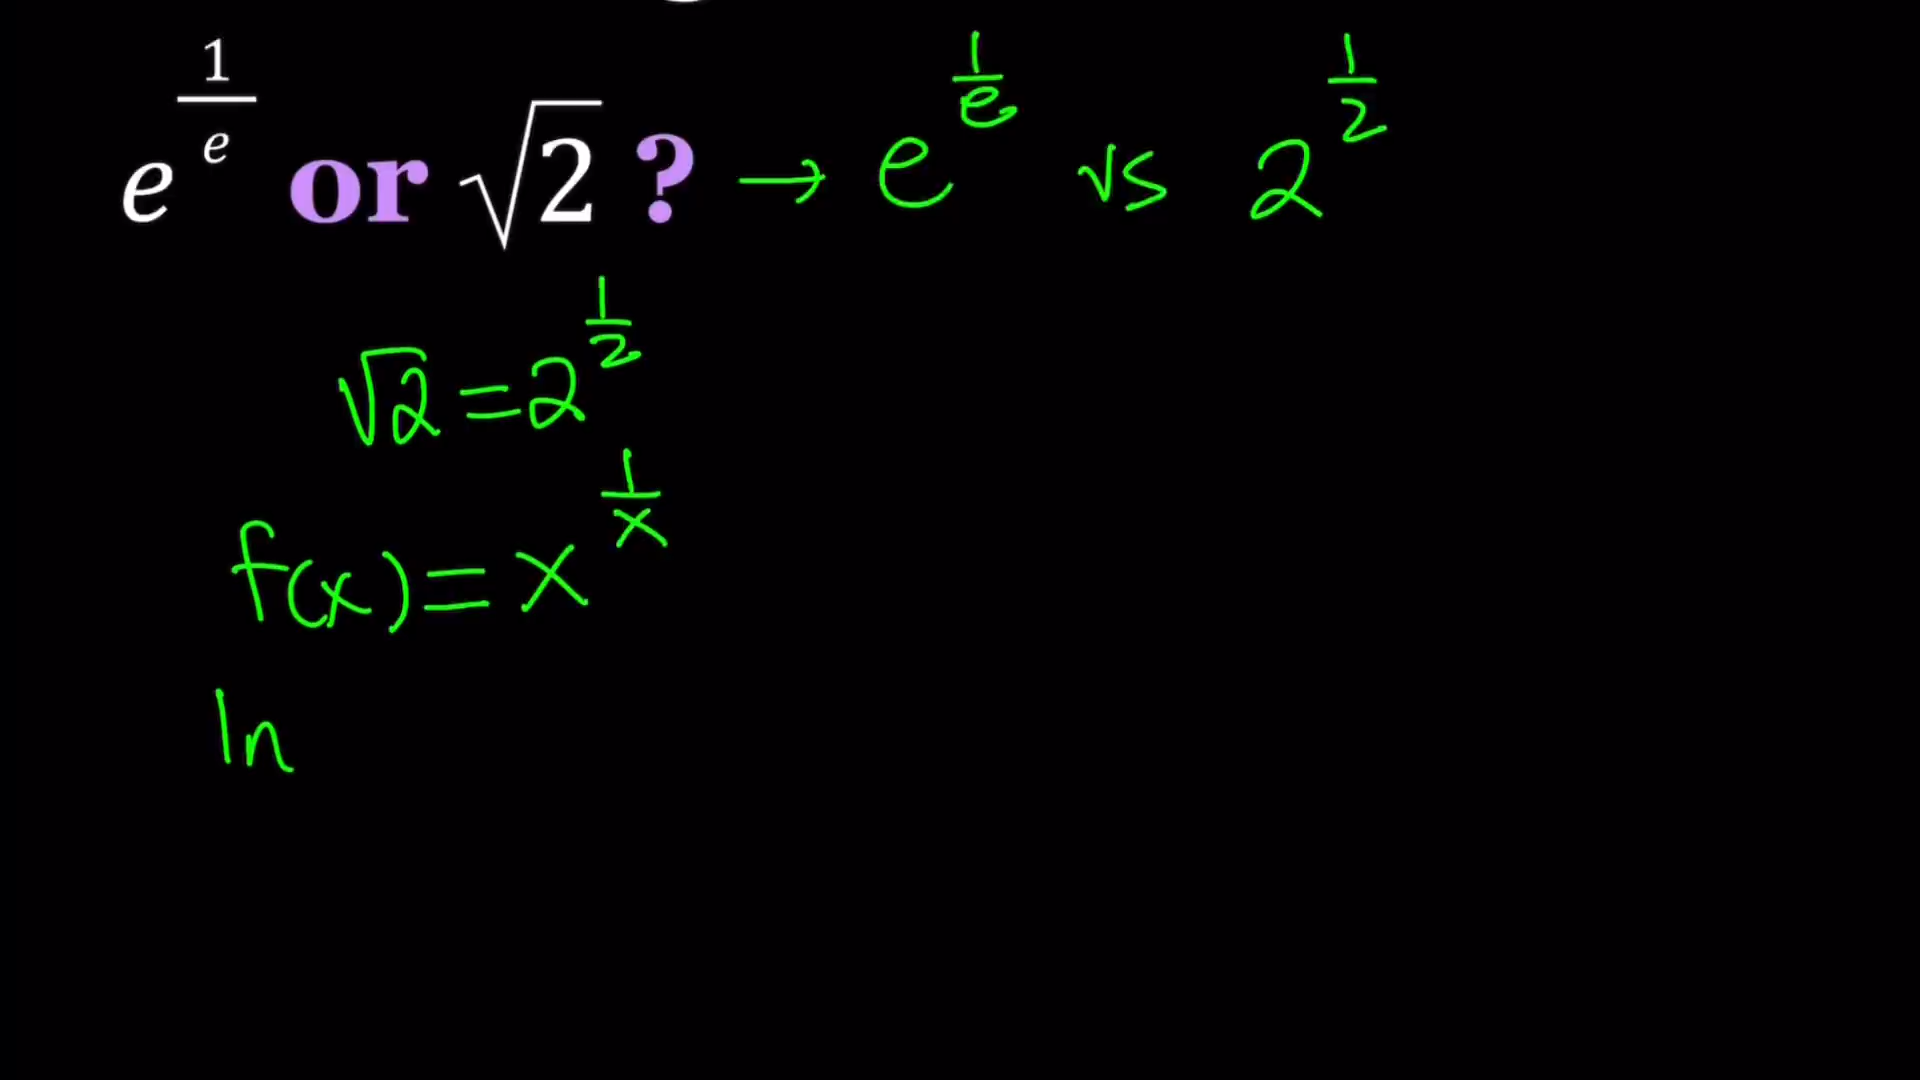 e^(1/e) or √2 ? → e^(1/e) vs 2^(1/2)
√2 = 2^(1/2)
f(x) = x^(1/x)
ln